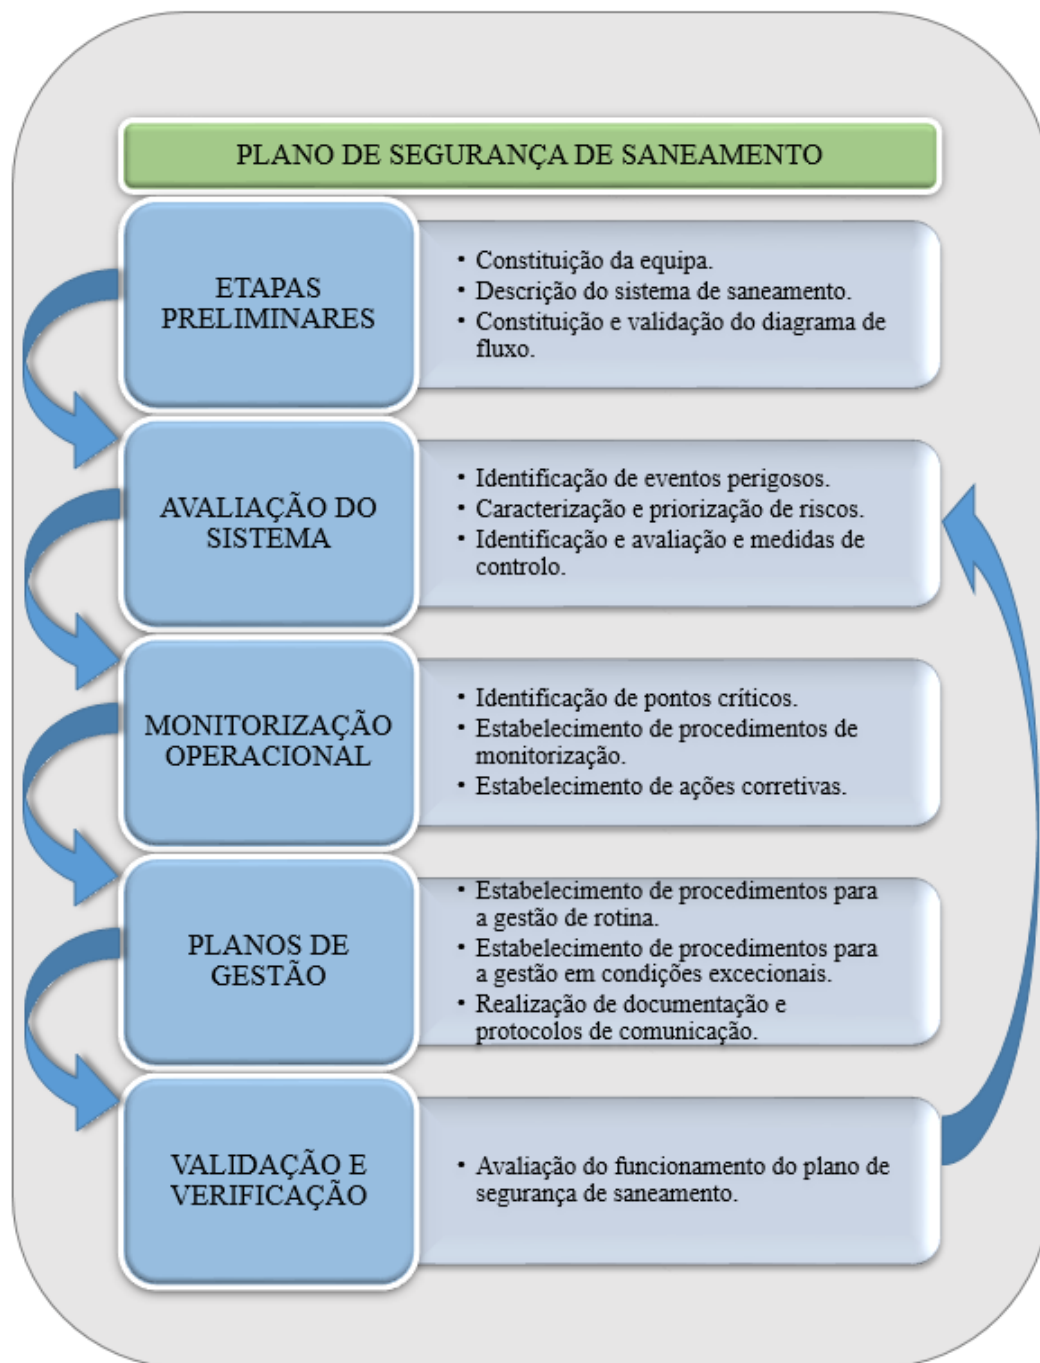 PLANO DE SEGURANÇA DE SANEAMENTO
ETAPAS
PRELIMINARES
• Constituição da equipa.
• Descrição do sistema de saneamento.
• Constituição e validação do diagrama de
fluxo.
AVALIAÇÃO DO
SISTEMA
• Identificação de eventos perigosos.
• Caracterização e priorização de riscos.
• Identificação e avaliação e medidas de
controlo.
MONITORIZAÇÃO
OPERACIONAL
• Identificação de pontos críticos.
• Estabelecimento de procedimentos de
monitorização.
• Estabelecimento de ações corretivas.
PLANOS DE
GESTÃO
• Estabelecimento de procedimentos para
a gestão de rotina.
• Estabelecimento de procedimentos para
a gestão em condições excecionais.
• Realização de documentação e
protocolos de comunicação.
VALIDAÇÃO E
VERIFICAÇÃO
• Avaliação do funcionamento do plano de
segurança de saneamento.